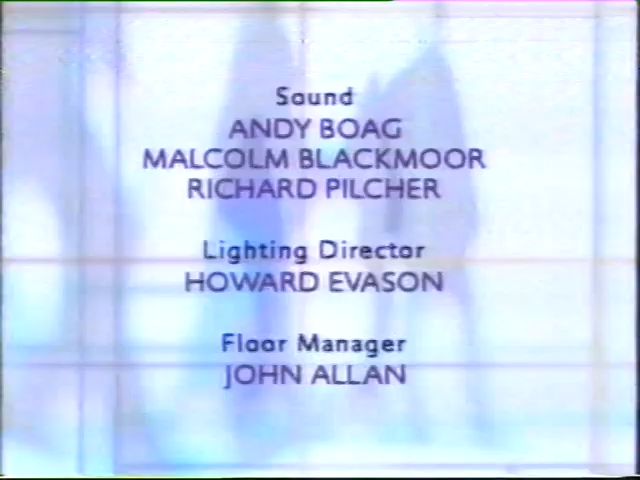 Sound
ANDY BOAG
MALCOLM BLACKMOOR
RICHARD PILCHER
Lighting Director
HOWARD EVASON
Floor Manager
JOHN ALLAN